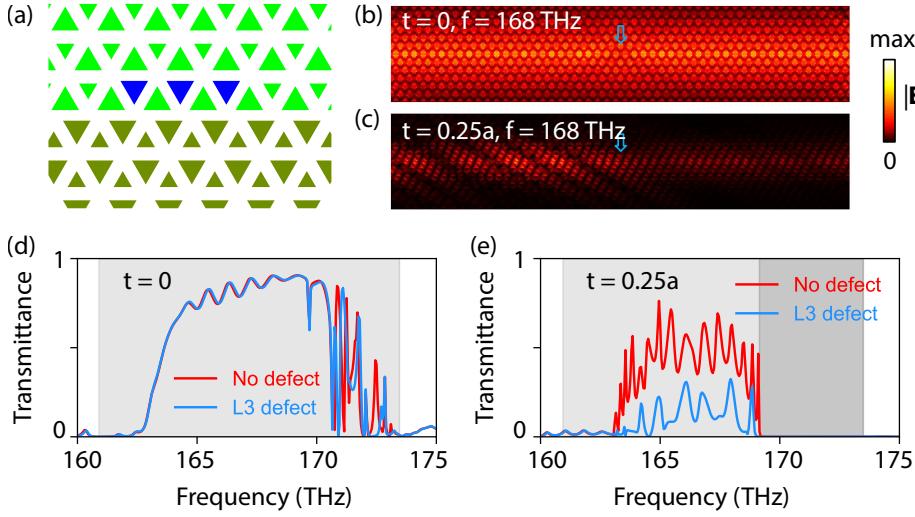 (a)
(b)
t = 0, f = 168 THz
(c)
t = 0.25a, f = 168 THz
max
|E
0
(d)
Transmittance
1
0
t = 0
No defect
L3 defect
160
165
170
175
Frequency (THz)
(e)
Transmittance
1
0
t = 0.25a
No defect
L3 defect
160
165
170
175
Frequency (THz)